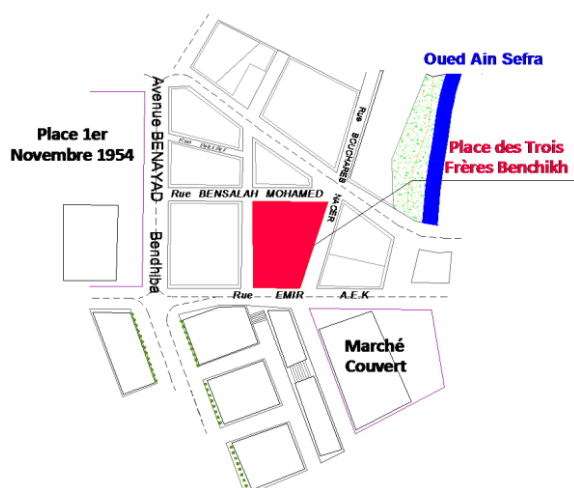 Oued Ain Sefra
Place 1er
Novembre 1954
Avenue BENAYAD Bendhiba
Rue BOUCHAREB NACER
Place des Trois
Frères Benchikh
Rue BENSALAH MOHAMED
Rue EMIR A.E.K
Marché
Couvert